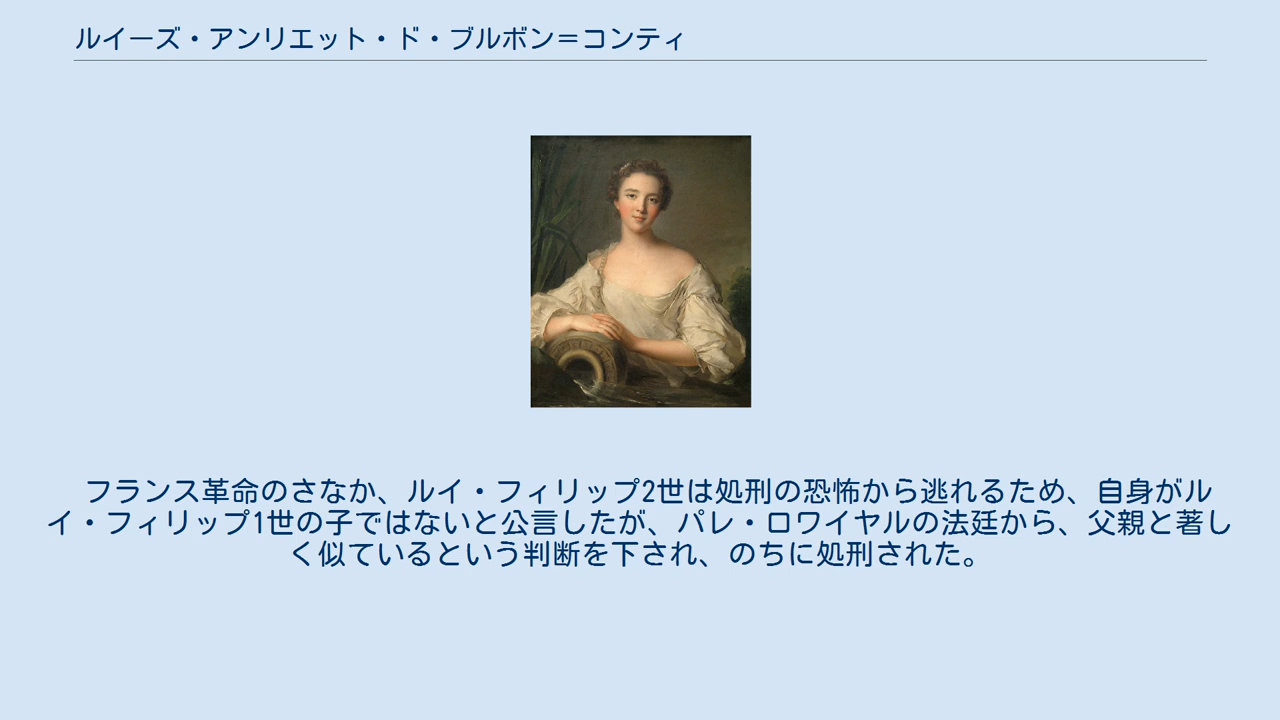 ルイーズ・アンリエット・ド・ブルボン＝コンティ
フランス革命のさなか、ルイ・フィリップ2世は処刑の恐怖から逃れるため、自身がル
イ・フィリップ1世の子ではないと公言したが、パレ・ロワイヤルの法廷から、父親と著し
く似ているという判断を下され、のちに処刑された。